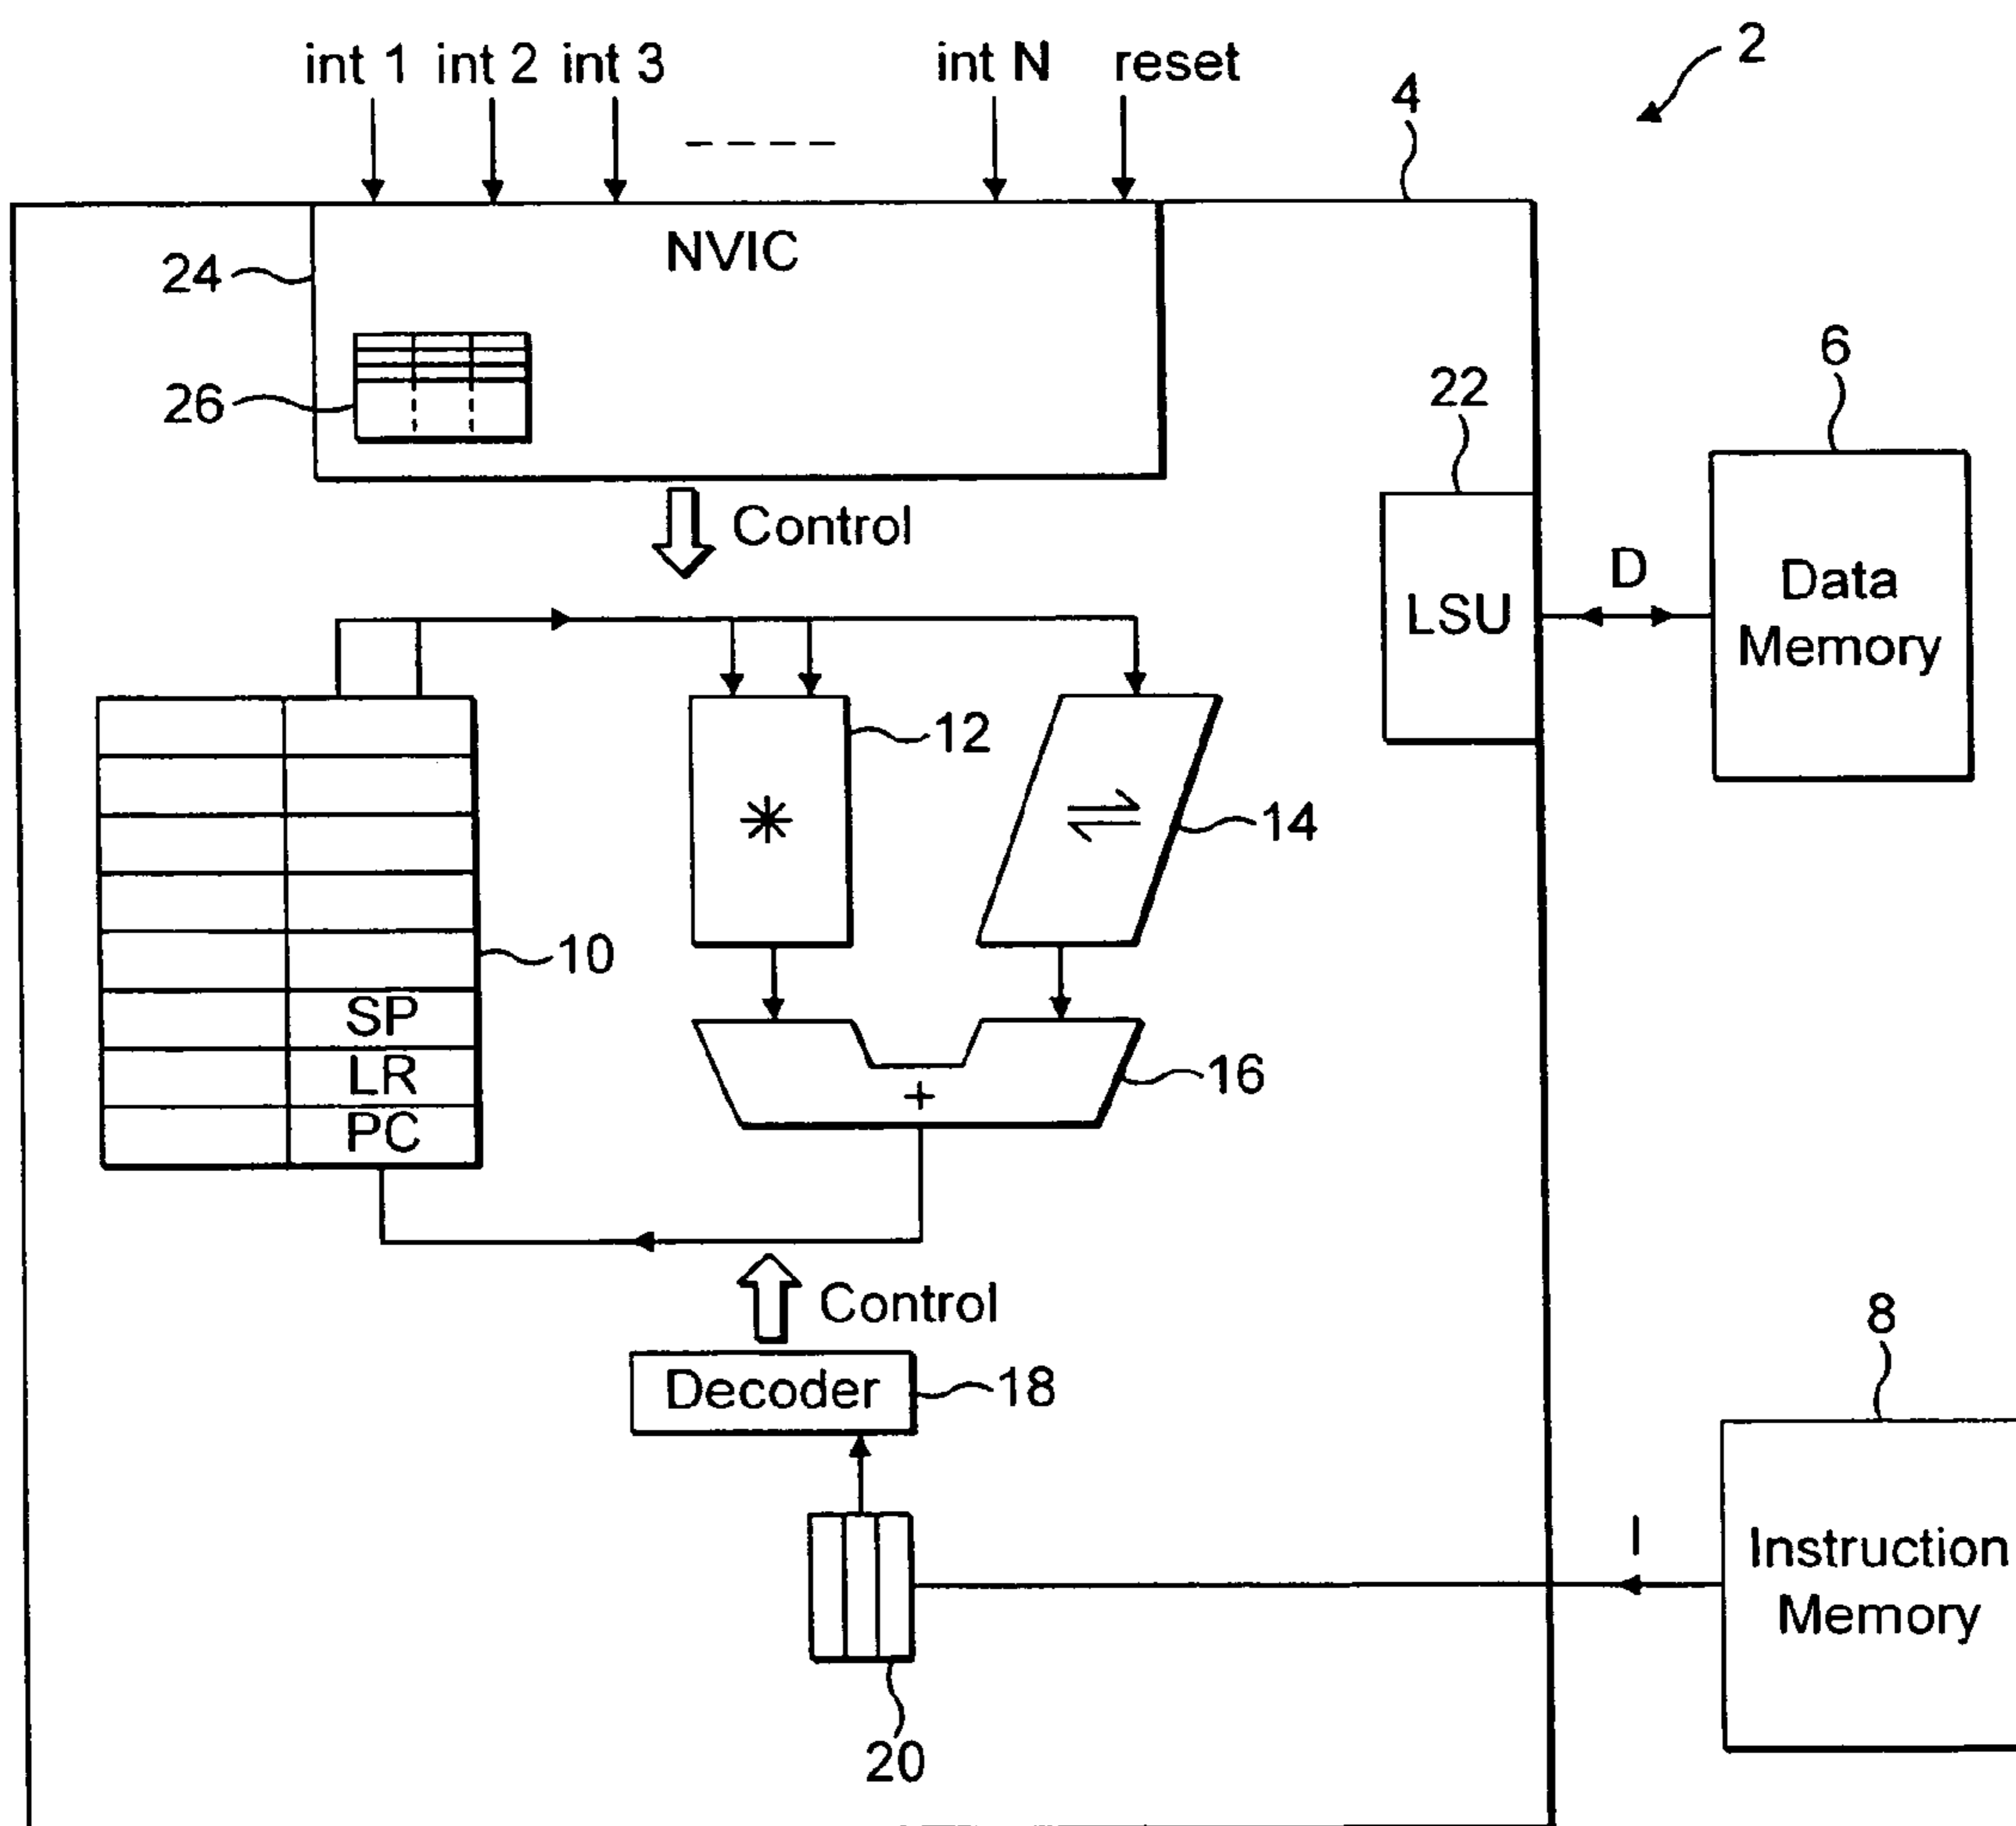 int 1 int 2 int 3 int N reset
2
4
NVIC
24
26
Control
22
6
LSU
D
Data
Memory
12
*
14
10
SP
LR
PC
16
+
Control
8
Decoder
18
I
Instruction
Memory
20